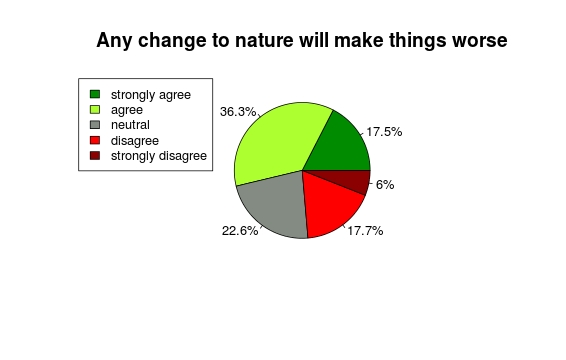 Any change to nature will make things worse
strongly agree
agree
neutral
disagree
strongly disagree
36.3%
17.5%
6%
22.6%
17.7%